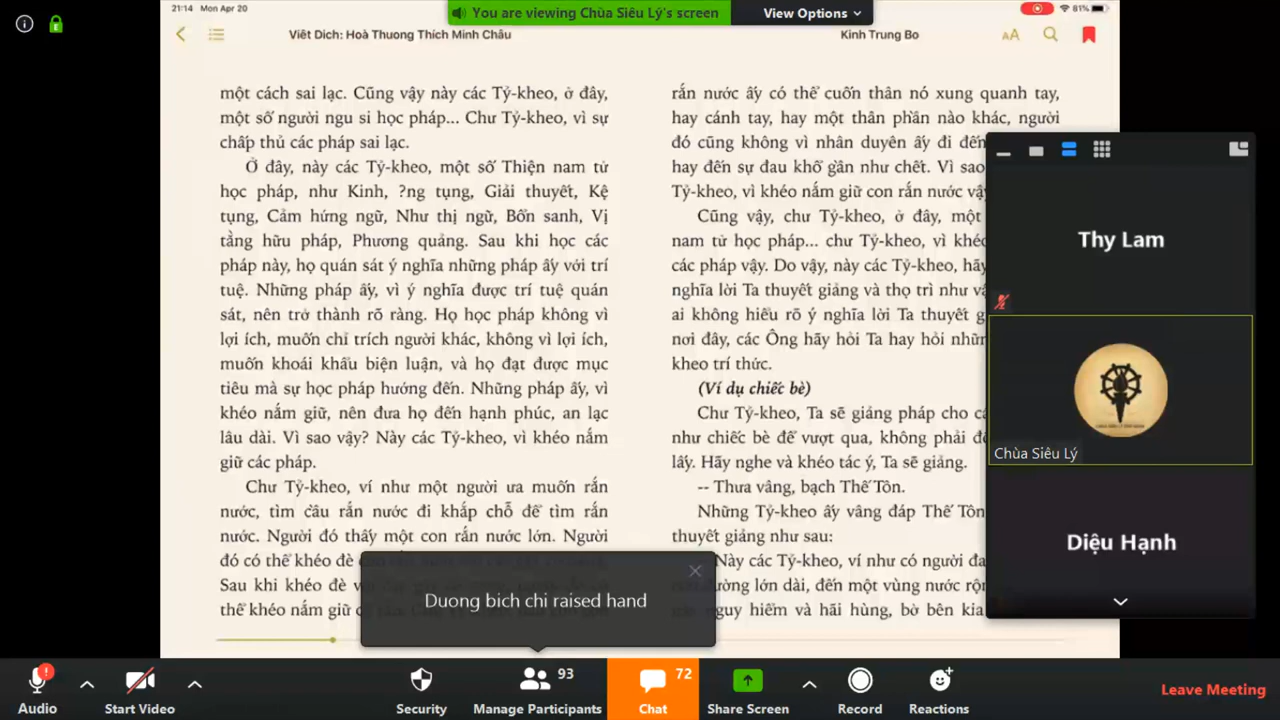 21:14 Mon Apr 20
You are viewing Chùa Siêu Lý's screen
View Options
81%
Viêt Dich: Hoà Thuong Thích Minh Châu
Kinh Trung Bo
AA
một cách sai lạc. Cũng vậy này các Tỷ-kheo, ở đây,
một số người ngu si học pháp... Chư Tỷ-kheo, vì sự
chấp thủ các pháp sai lạc.
Ở đây, này các Tỷ-kheo, một số Thiện nam tử
học pháp, như Kinh, ?ng tụng, Giải thuyết, Kệ
tụng, Cảm hứng ngữ, Như thị ngữ, Bổn sanh, Vị
tằng hữu pháp, Phương quảng. Sau khi học các
pháp này, họ quán sát ý nghĩa những pháp ấy với trí
tuệ. Những pháp ấy, vì ý nghĩa được trí tuệ quán
sát, nên trở thành rõ ràng. Họ học pháp không vì
lợi ích, muốn chỉ trích người khác, không vì lợi ích,
muốn khoái khẩu biện luận, và họ đạt được mục
tiêu mà sự học pháp hướng đến. Những pháp ấy, vì
khéo nắm giữ, nên đưa họ đến hạnh phúc, an lạc
lâu dài. Vì sao vậy? Này các Tỷ-kheo, vì khéo nắm
giữ các pháp.
Chư Tỷ-kheo, ví như một người ưa muốn rắn
nước, tìm cầu rắn nước đi khắp chỗ để tìm rắn
nước. Người đó thấy một con rắn nước lớn. Người
đó có thể khéo đè
Sau khi khéo đè
thể khéo nắm giữ
rắn nước ấy có thể cuốn thân nó xung quanh tay,
hay cánh tay, hay một thân phần nào khác, người
đó cũng không vì nhân duyên ấy đi đến
hay đến sự đau khổ gần như chết. Vì sao
Tỷ-kheo, vì khéo nắm giữ con rắn nước vậy
Cũng vậy, chư Tỷ-kheo, ở đây, một
nam tử học pháp... chư Tỷ-kheo, vì khé
các pháp vậy. Do vậy, này các Tỷ-kheo, hãy
nghĩa lời Ta thuyết giảng và thọ trì như vậ
ai không hiểu rõ ý nghĩa lời Ta thuyết g
nơi đây, các Ông hãy hỏi Ta hay hỏi nhữn
kheo trí thức.
(Ví dụ chiếc bè)
Chư Tỷ-kheo, Ta sẽ giảng pháp cho cá
như chiếc bè để vượt qua, không phải để
lấy. Hãy nghe và khéo tác ý, Ta sẽ giảng.
-- Thưa vâng, bạch Thế Tôn.
Những Tỷ-kheo ấy vâng đáp Thế Tôn
thuyết giảng như sau:
Này các Tỷ-kheo, ví như có người đa
đường lớn dài, đến một vùng nước rộn
nguy hiểm và hãi hùng, bờ bên kia
Thy Lam
Chùa Siêu Lý
Diệu Hạnh
Duong bich chi raised hand
Audio
Start Video
Security
Manage Participants
93
Chat
72
Share Screen
Record
Reactions
Leave Meeting